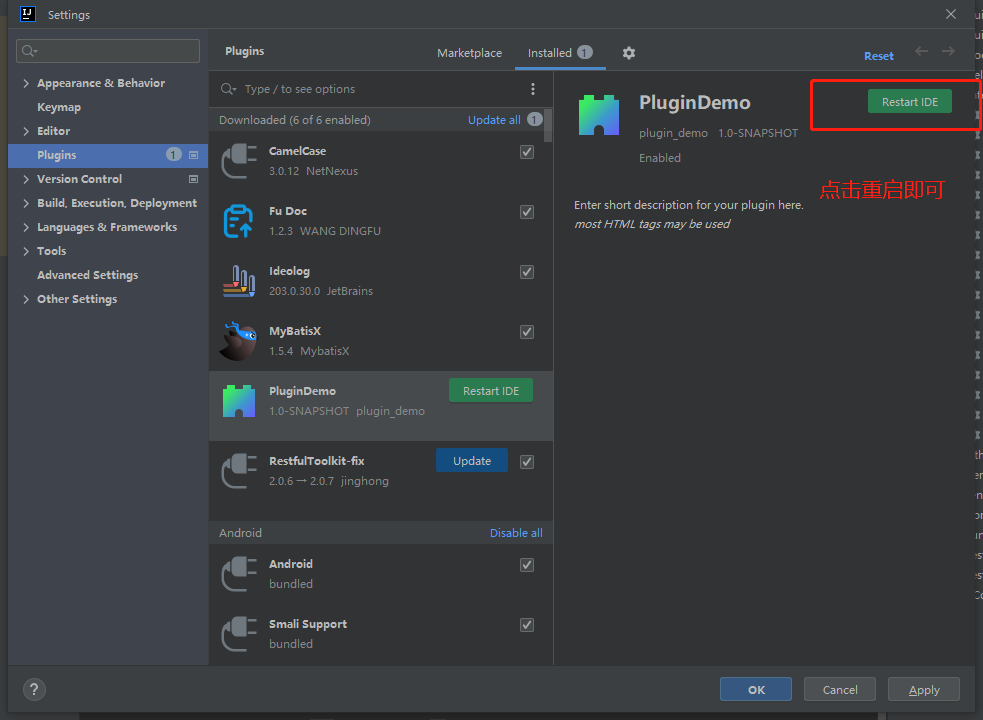 Settings
Appearance & Behavior
Keymap
Editor
Plugins 1
Version Control
Build, Execution, Deployment
Languages & Frameworks
Tools
Advanced Settings
Other Settings
Plugins
Marketplace
Installed 1
Reset
Type / to see options
Downloaded (6 of 6 enabled)
Update all 1
CamelCase
3.0.12 NetNexus
Fu Doc
1.2.3 WANG DINGFU
Ideolog
203.0.30.0 JetBrains
MyBatisX
1.5.4 MybatisX
PluginDemo
Restart IDE
1.0-SNAPSHOT plugin_demo
RestfulToolkit-fix
Update
2.0.6 → 2.0.7 jinghong
Android
Disable all
Android
bundled
Smali Support
bundled
PluginDemo
Restart IDE
plugin_demo 1.0-SNAPSHOT
Enabled
点击重启即可
Enter short description for your plugin here.
most HTML tags may be used
?
OK
Cancel
Apply